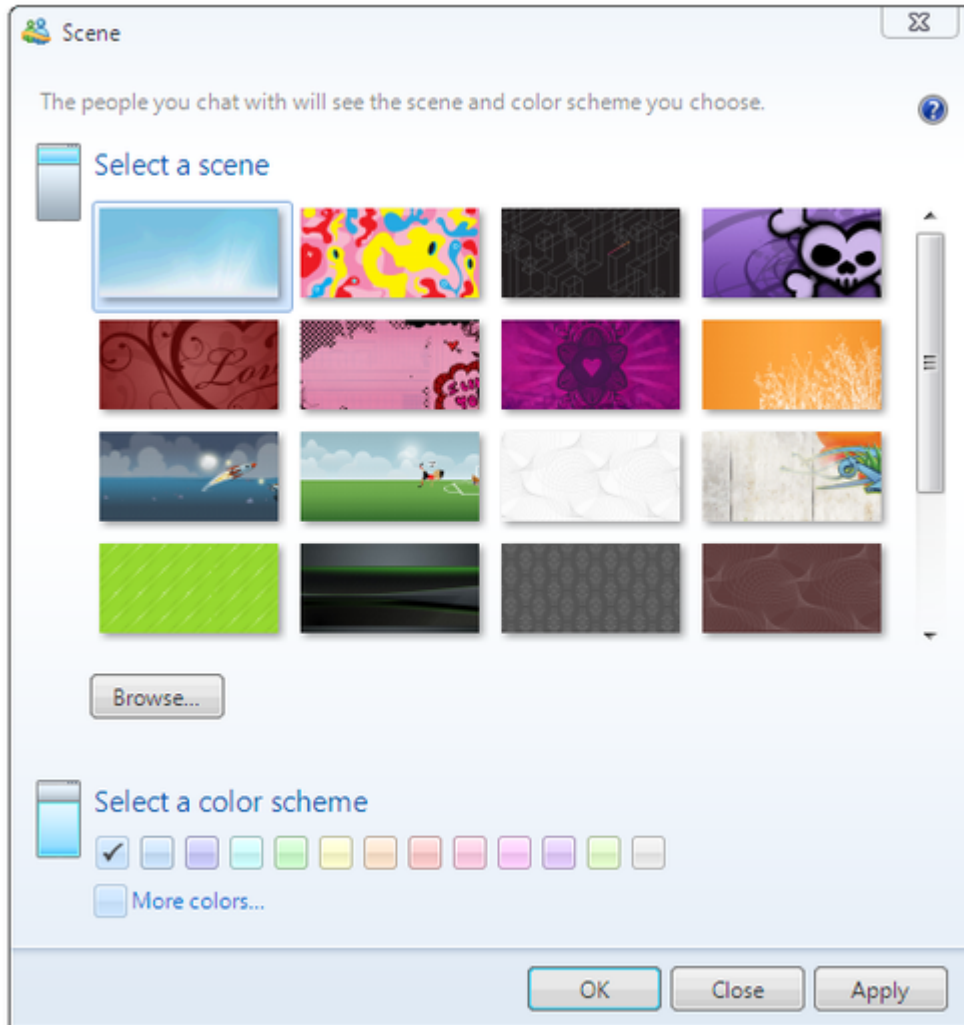 Scene
The people you chat with will see the scene and color scheme you choose.
Select a scene
Browse...
Select a color scheme
More colors...
OK Close Apply